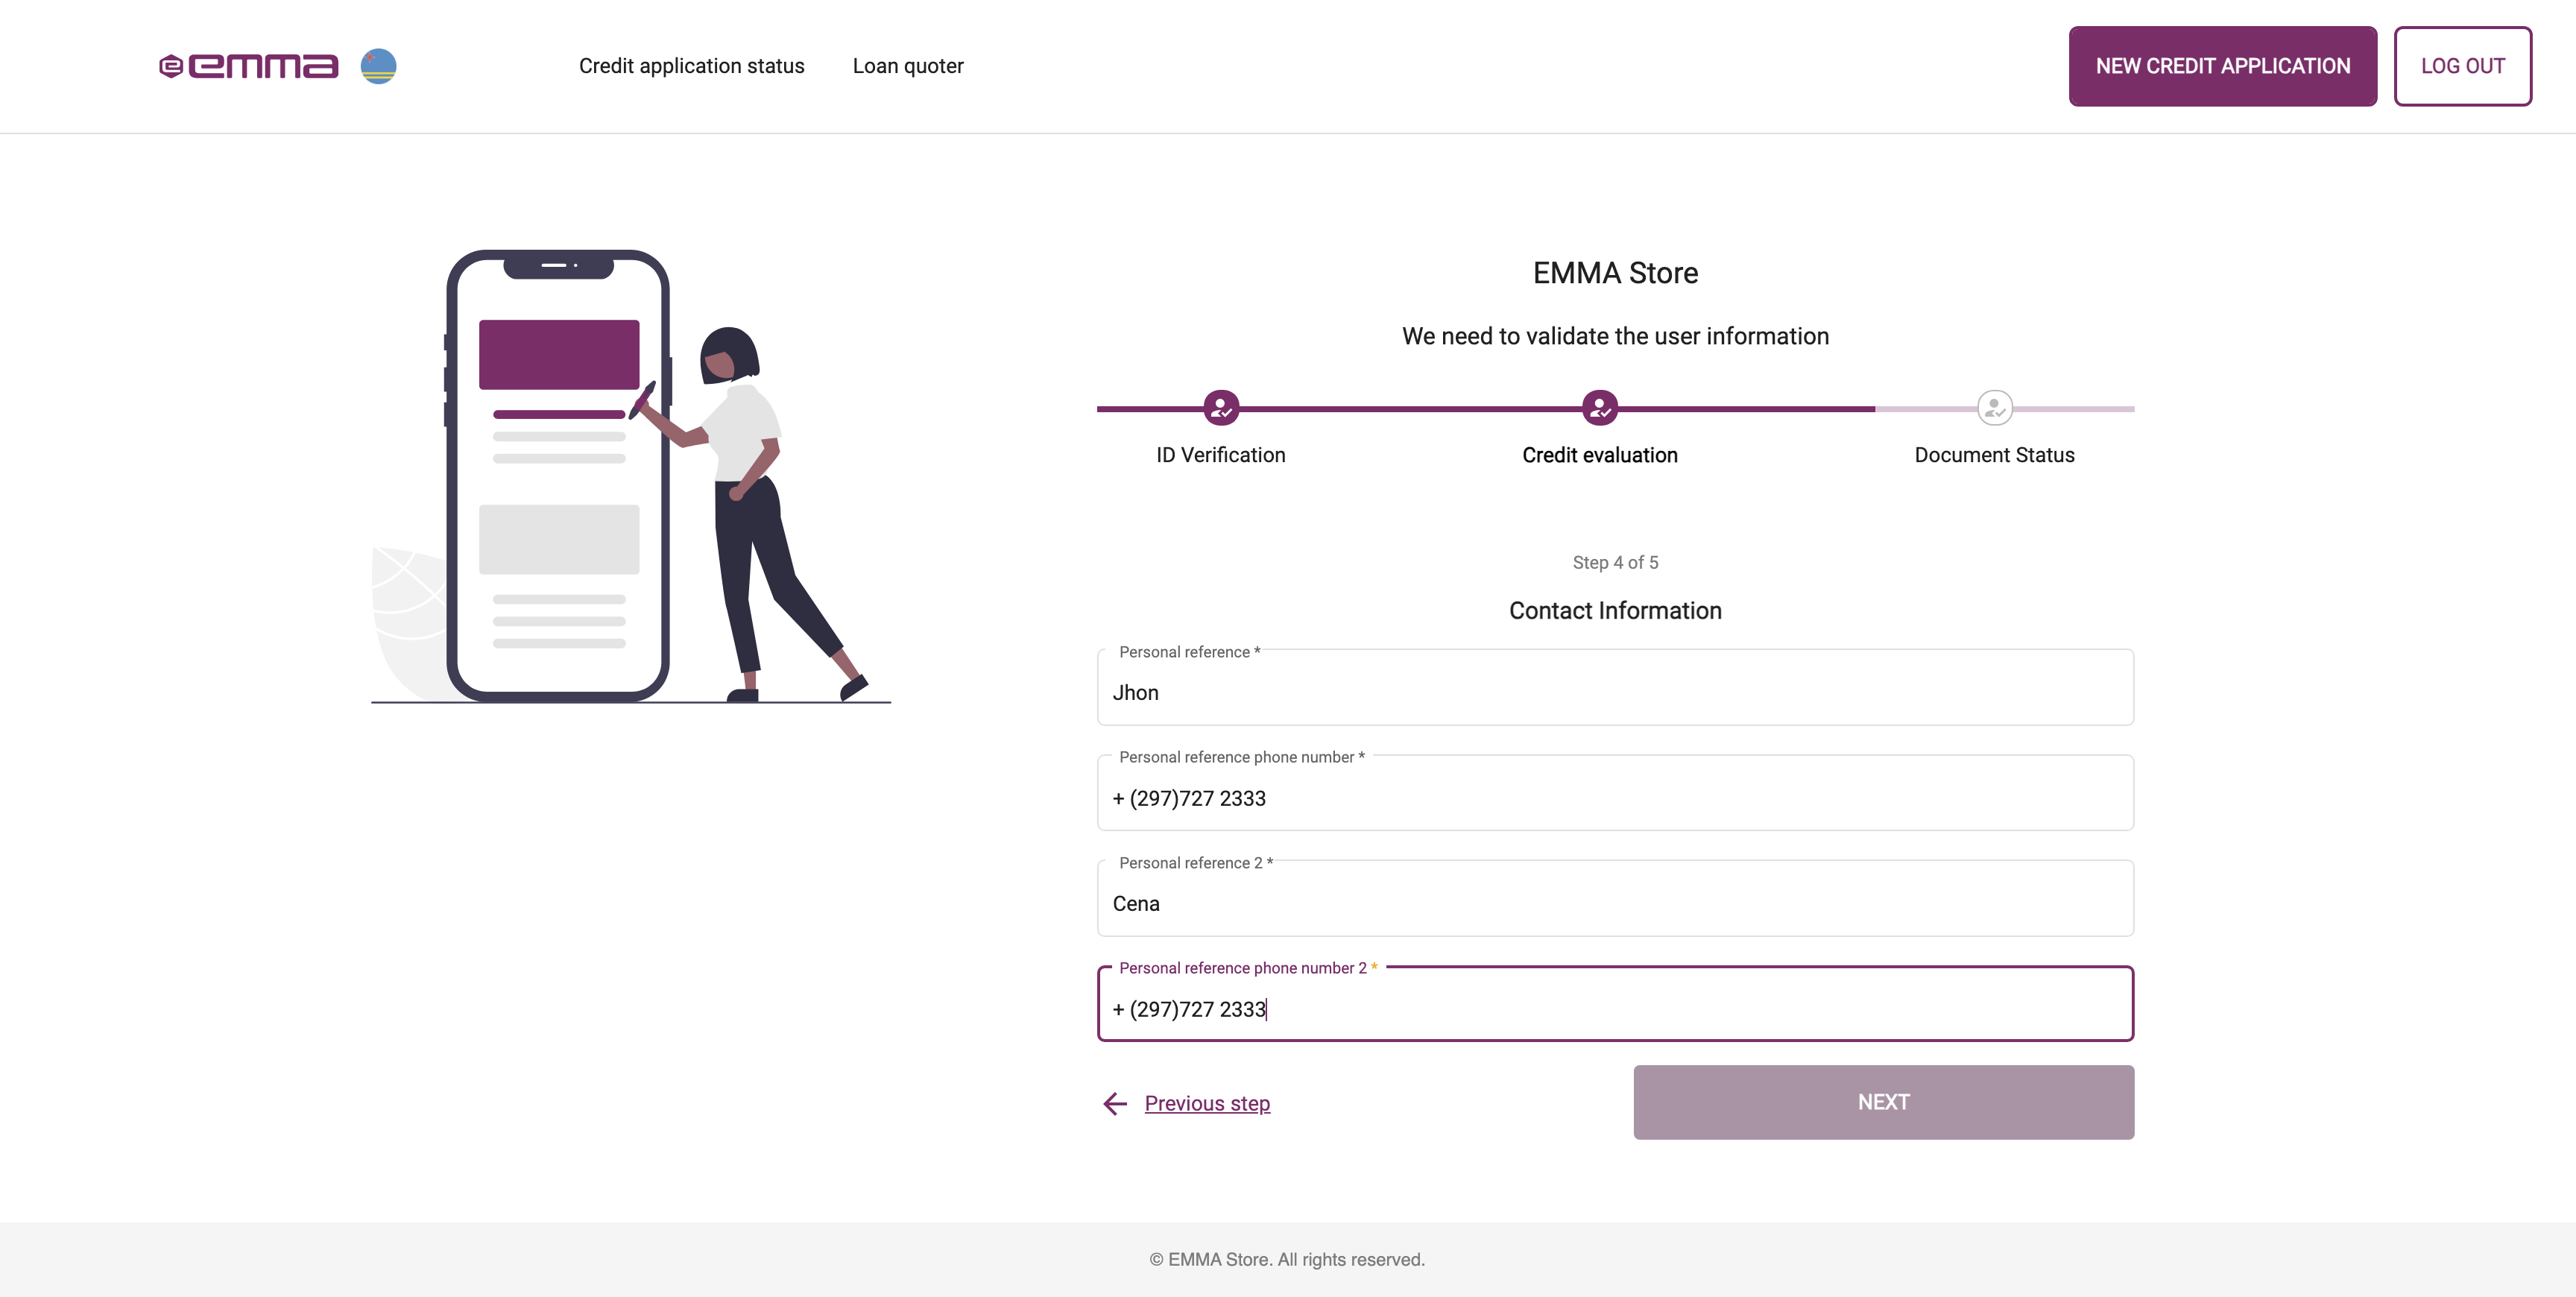 emma
Credit application status
Loan quoter
NEW CREDIT APPLICATION
LOG OUT
EMMA Store
We need to validate the user information
ID Verification
Credit evaluation
Document Status
Step 4 of 5
Contact Information
Personal reference *
Jhon
Personal reference phone number *
+ (297)727 2333
Personal reference 2 *
Cena
Personal reference phone number 2 *
+ (297)727 2333
Previous step
NEXT
© EMMA Store. All rights reserved.